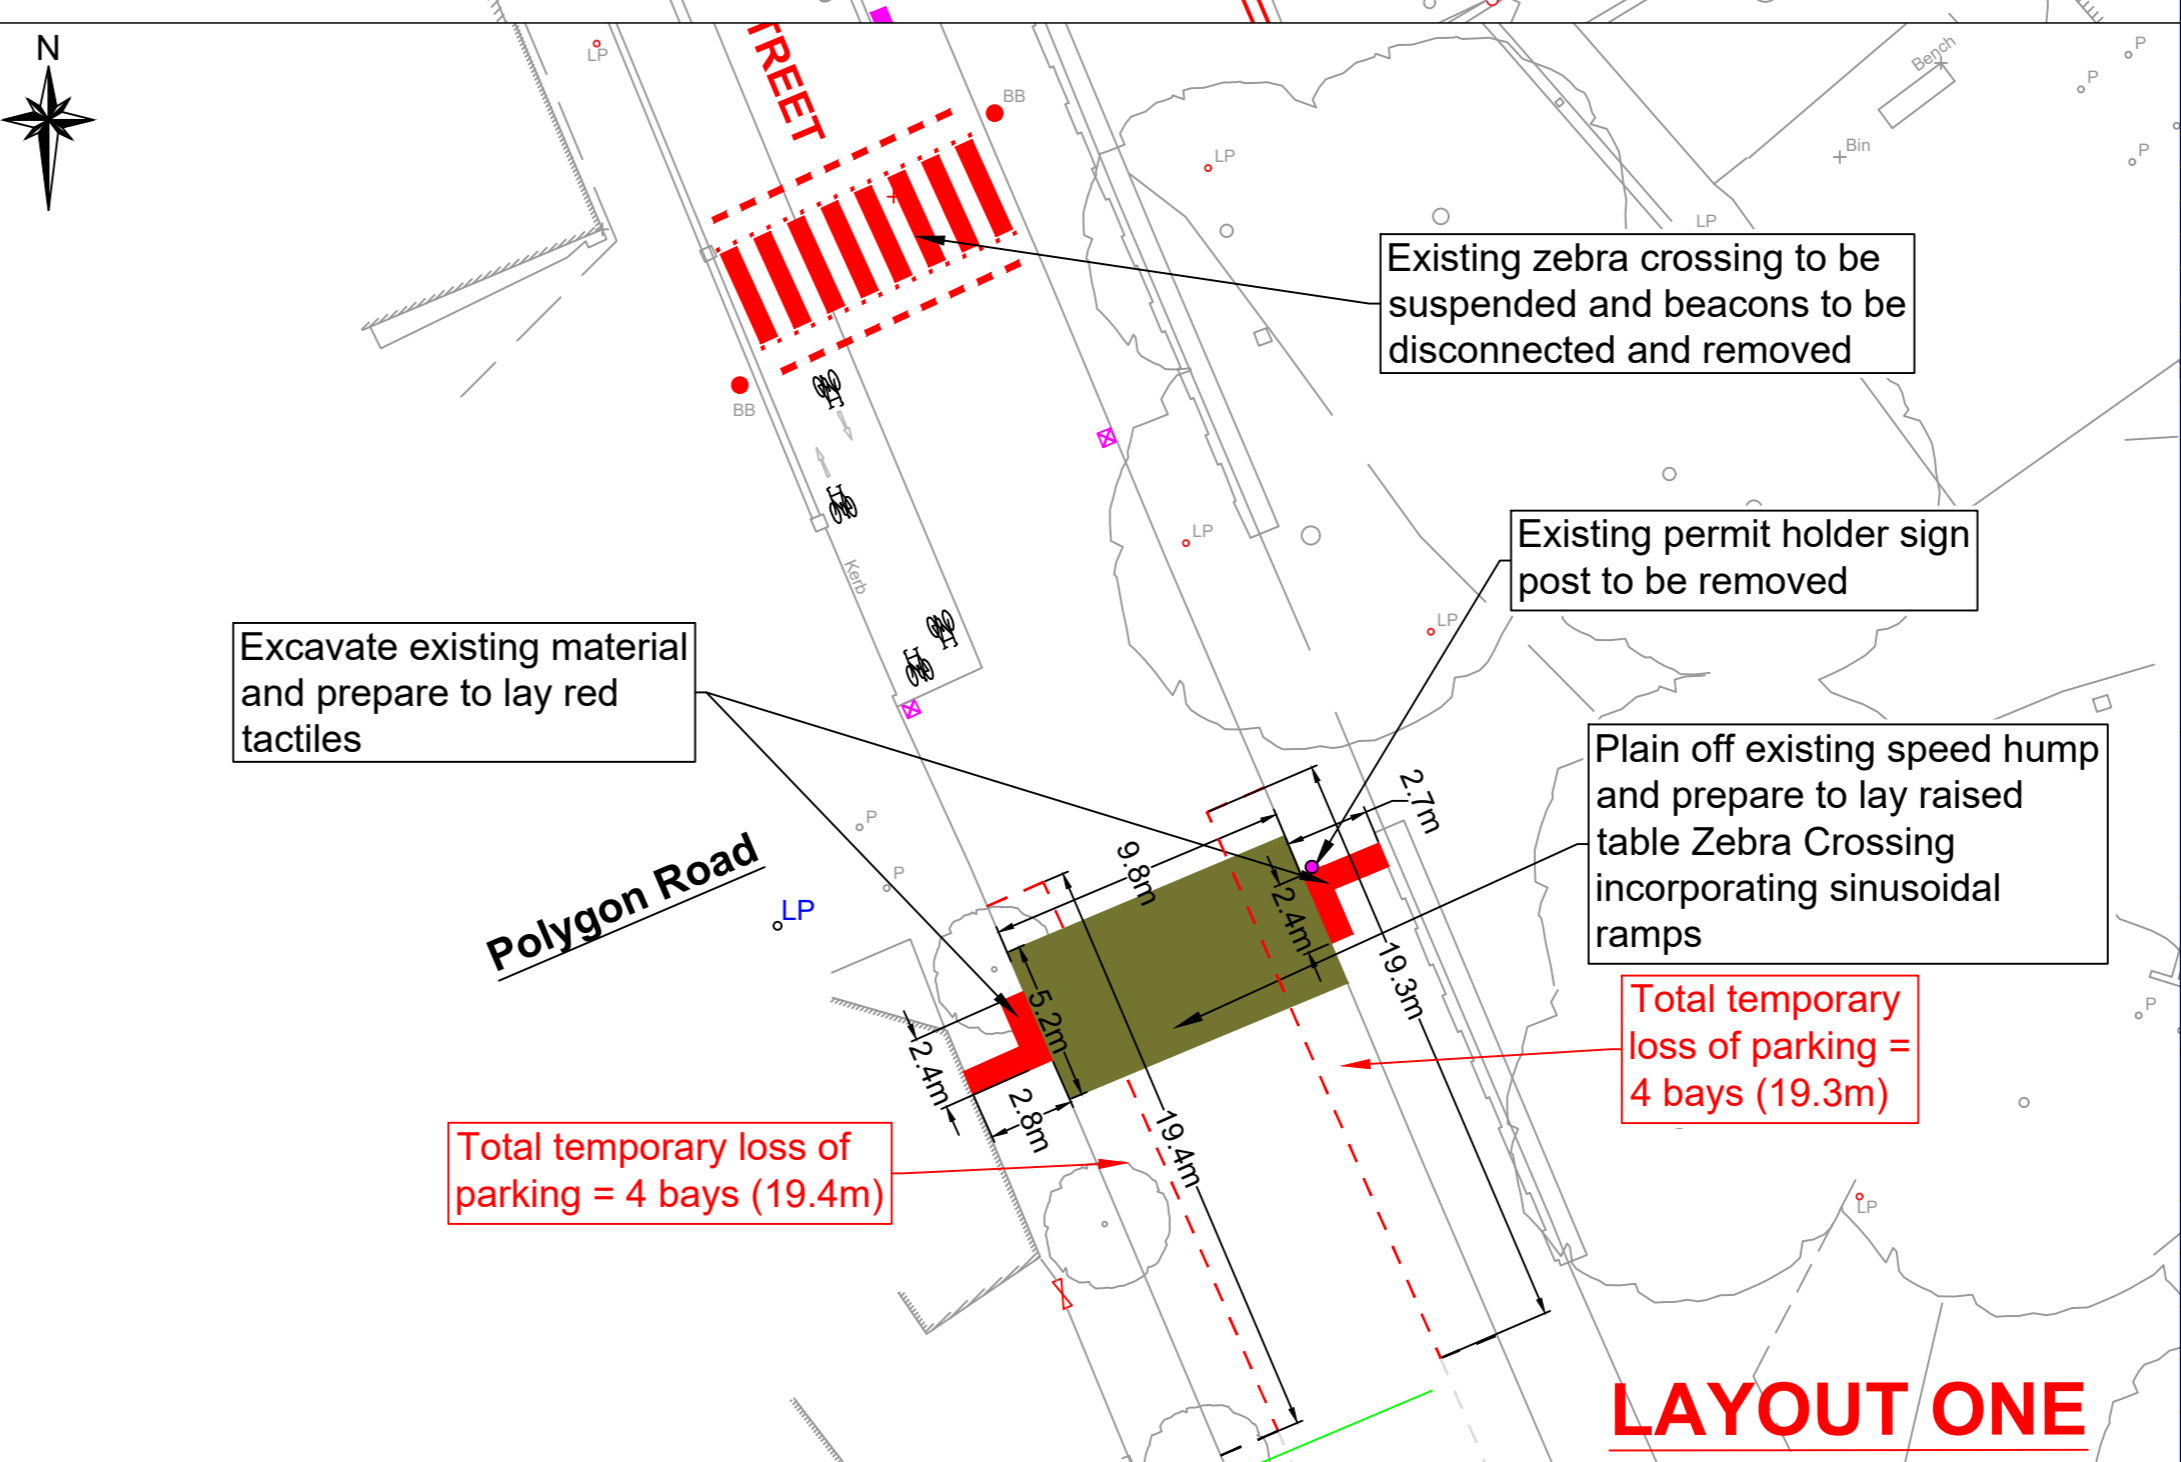 N
LP
TREET
BB
LP
Bench
P
P
Bin
P
LP
Existing zebra crossing to be
suspended and beacons to be
disconnected and removed
BB
LP
Kerb
Existing permit holder sign
post to be removed
LP
Excavate existing material
and prepare to lay red
tactiles
Plain off existing speed hump
and prepare to lay raised
table Zebra Crossing
incorporating sinusoidal
ramps
2.7m
P
9.8m
P
Polygon Road
LP
2.4m
19.3m
5.2m
Total temporary
loss of parking =
4 bays (19.3m)
P
2.4m
2.8m
19.4m
Total temporary loss of
parking = 4 bays (19.4m)
LP
LAYOUT ONE